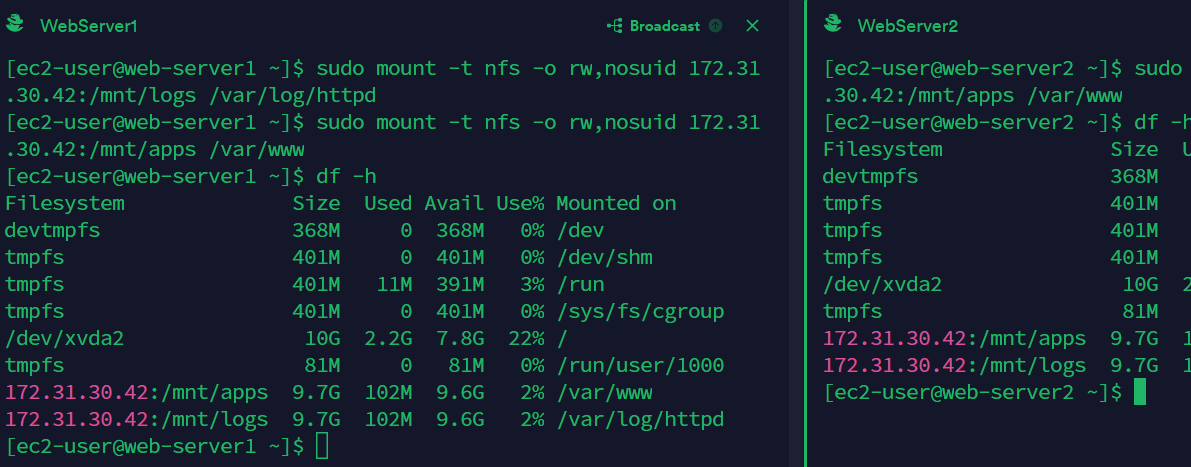 WebServer1
Broadcast
[ec2-user@web-server1 ~]$ sudo mount -t nfs -o rw,nosuid 172.31
.30.42:/mnt/logs /var/log/httpd
[ec2-user@web-server1 ~]$ sudo mount -t nfs -o rw,nosuid 172.31
.30.42:/mnt/apps /var/www
[ec2-user@web-server1 ~]$ df -h
Filesystem Size Used Avail Use% Mounted on
devtmpfs 368M 0 368M 0% /dev
tmpfs 401M 0 401M 0% /dev/shm
tmpfs 401M 11M 391M 3% /run
tmpfs 401M 0 401M 0% /sys/fs/cgroup
/dev/xvda2 10G 2.2G 7.8G 22% /
tmpfs 81M 0 81M 0% /run/user/1000
172.31.30.42:/mnt/apps 9.7G 102M 9.6G 2% /var/www
172.31.30.42:/mnt/logs 9.7G 102M 9.6G 2% /var/log/httpd
[ec2-user@web-server1 ~]$
WebServer2
[ec2-user@web-server2 ~]$ sudo
.30.42:/mnt/apps /var/www
[ec2-user@web-server2 ~]$ df -h
Filesystem Size
devtmpfs 368M
tmpfs 401M
tmpfs 401M
tmpfs 401M
/dev/xvda2 10G 2
tmpfs 81M
172.31.30.42:/mnt/apps 9.7G 1
172.31.30.42:/mnt/logs 9.7G 1
[ec2-user@web-server2 ~]$